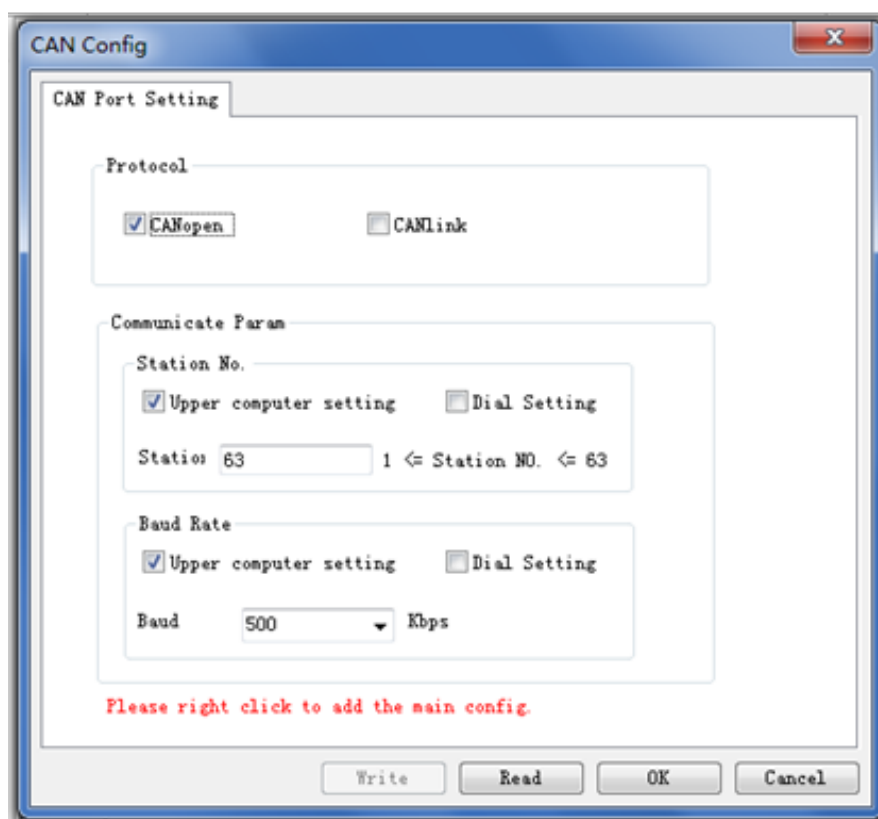 CAN Config
CAN Port Setting
Protocol
CANopen CANlink
Communicate Param
Station No.
Upper computer setting Dial Setting
Statio: 63 1 <= Station NO. <= 63
Baud Rate
Upper computer setting Dial Setting
Baud 500 Kbps
Please right click to add the main config.
Write Read OK Cancel